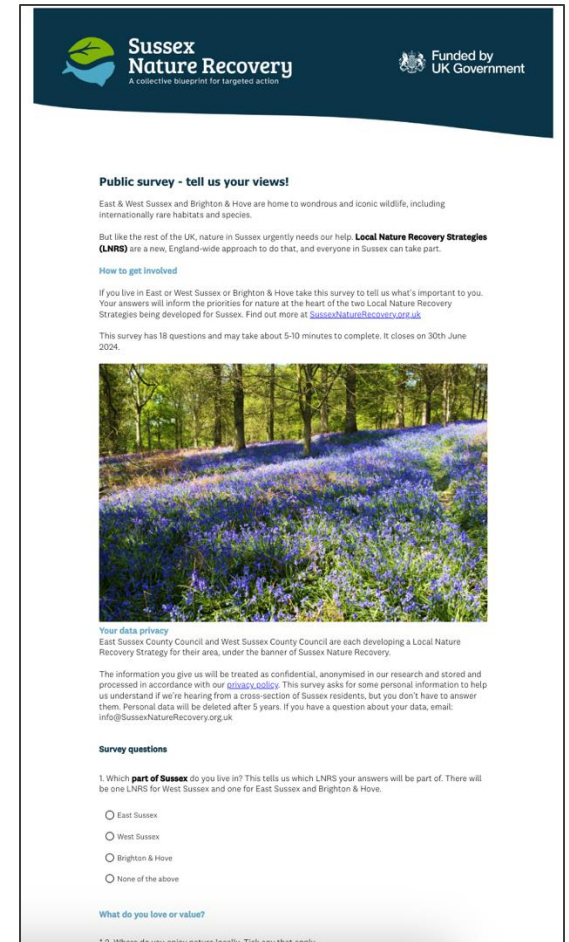 Sussex
Nature Recovery
A collective blueprint for targeted action
Funded by
UK Government
Public survey - tell us your views!
East & West Sussex and Brighton & Hove are home to wondrous and iconic wildlife, including
internationally rare habitats and species.
But like the rest of the UK, nature in Sussex urgently needs our help. Local Nature Recovery Strategies
(LNRS) are a new, England-wide approach to do that, and everyone in Sussex can take part.
How to get involved
If you live in East or West Sussex or Brighton & Hove take this survey to tell us what's important to you.
Your answers will inform the priorities for nature at the heart of the two Local Nature Recovery
Strategies being developed for Sussex. Find out more at SussexNatureRecovery.org.uk
This survey has 18 questions and may take about 5-10 minutes to complete. It closes on 30th June
2024.
Your data privacy
East Sussex County Council and West Sussex County Council are each developing a Local Nature
Recovery Strategy for their area, under the banner of Sussex Nature Recovery.
The information you give us will be treated as confidential, anonymised in our research and stored and
processed in accordance with our privacy policy. This survey asks for some personal information to help
us understand if we're hearing from a cross-section of Sussex residents, but you don't have to answer
them. Personal data will be deleted after 5 years. If you have a question about your data, email:
info@SussexNatureRecovery.org.uk
Survey questions
1. Which part of Sussex do you live in? This tells us which LNRS your answers will be part of. There will
be one LNRS for West Sussex and one for East Sussex and Brighton & Hove.
East Sussex
West Sussex
Brighton & Hove
None of the above
What do you love or value?
* 2. Where do you enjoy nature locally. Tick any that apply